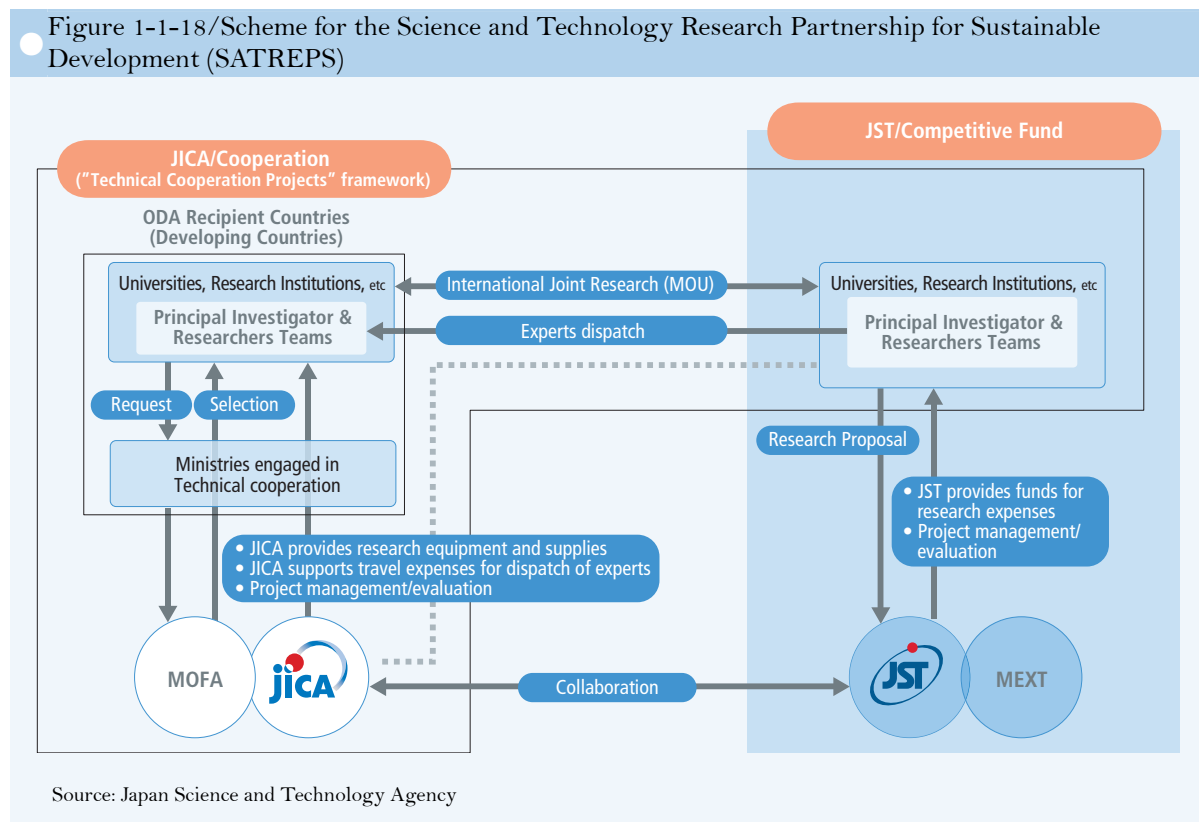 Figure 1-1-18/Scheme for the Science and Technology Research Partnership for Sustainable
Development (SATREPS)
JST/Competitive Fund
JICA/Cooperation
("Technical Cooperation Projects" framework)
ODA Recipient Countries
(Developing Countries)
Universities, Research Institutions, etc
Principal Investigator &
Researchers Teams
International Joint Research (MOU)
Experts dispatch
Universities, Research Institutions, etc
Principal Investigator &
Researchers Teams
Request
Selection
Ministries engaged in
Technical cooperation
Research Proposal
• JST provides funds for
research expenses
• Project management/
evaluation
• JICA provides research equipment and supplies
• JICA supports travel expenses for dispatch of experts
• Project management/evaluation
MOFA
jICA
Collaboration
JST
MEXT
Source: Japan Science and Technology Agency